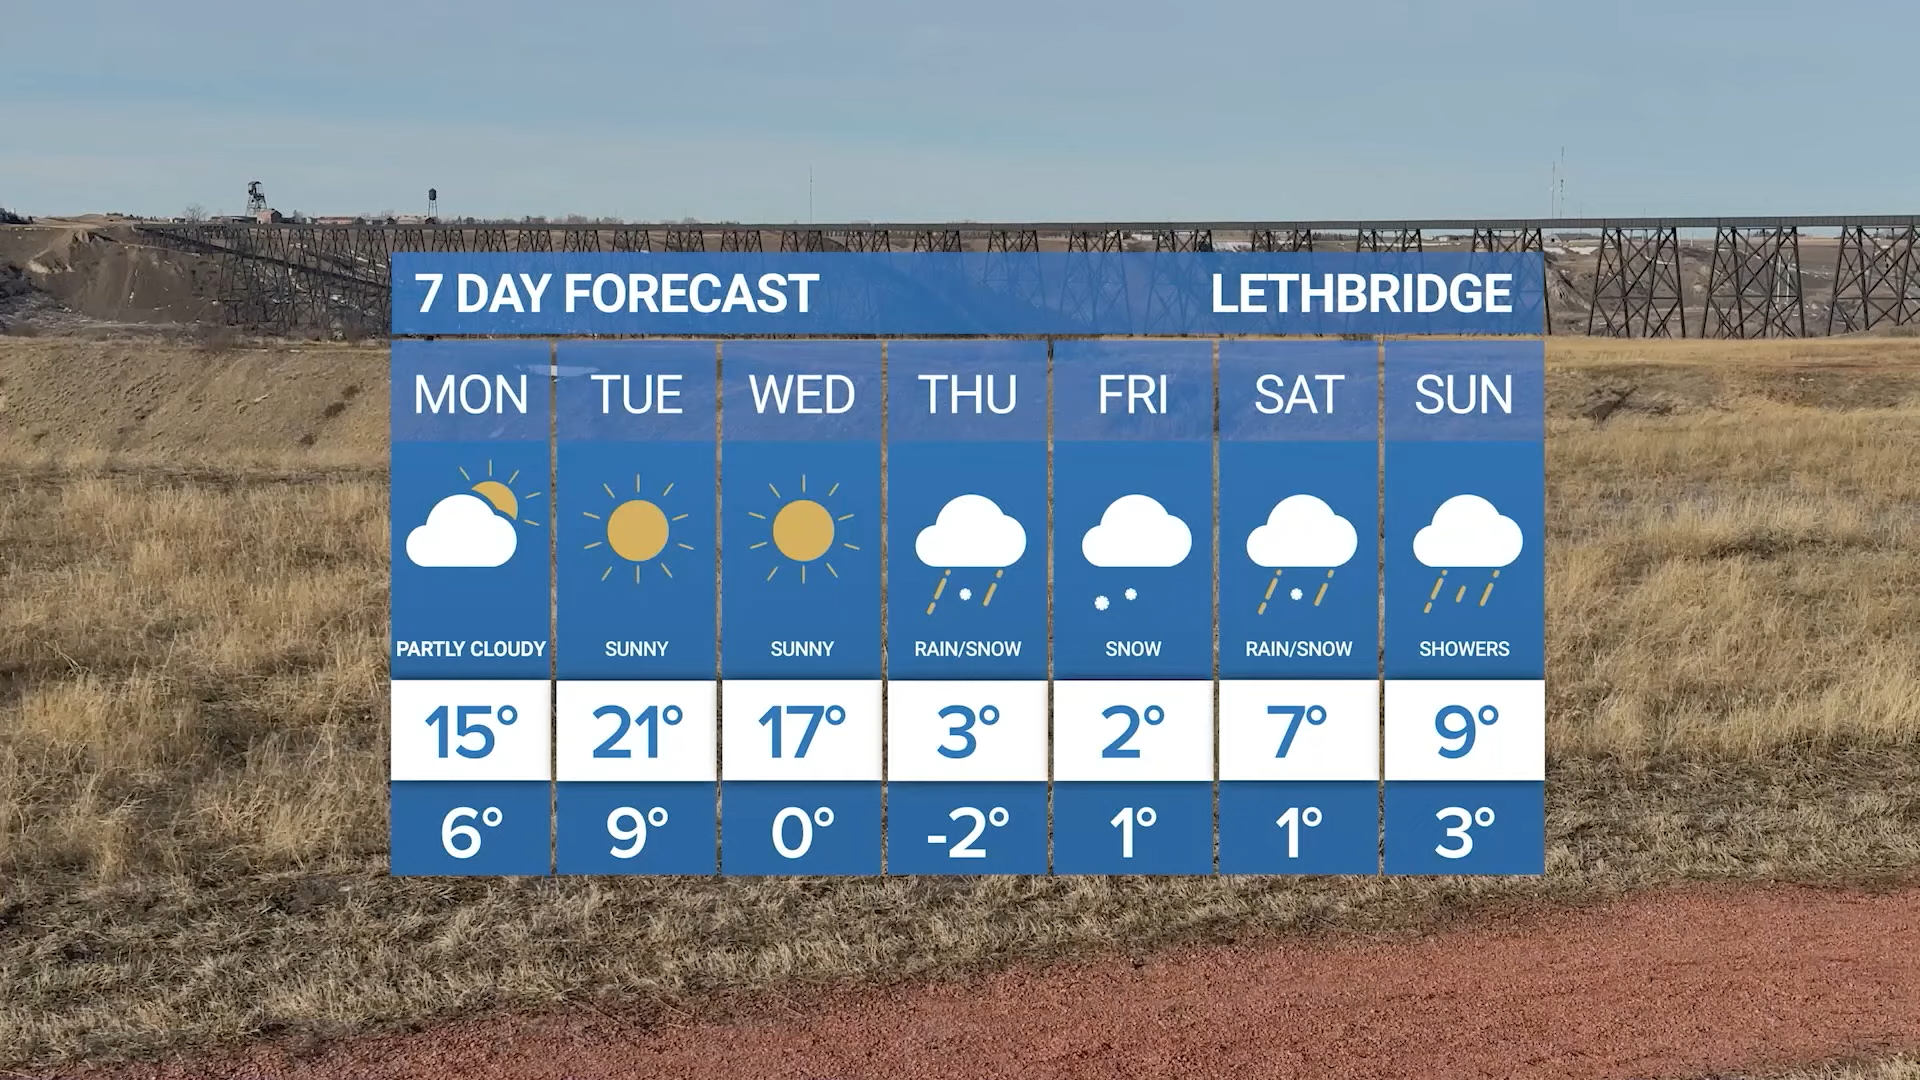 7 DAY FORECAST LETHBRIDGE
MON TUE WED THU FRI SAT SUN
PARTLY CLOUDY SUNNY SUNNY RAIN/SNOW SNOW RAIN/SNOW SHOWERS
15° 21° 17° 3° 2° 7° 9°
6° 9° 0° -2° 1° 1° 3°